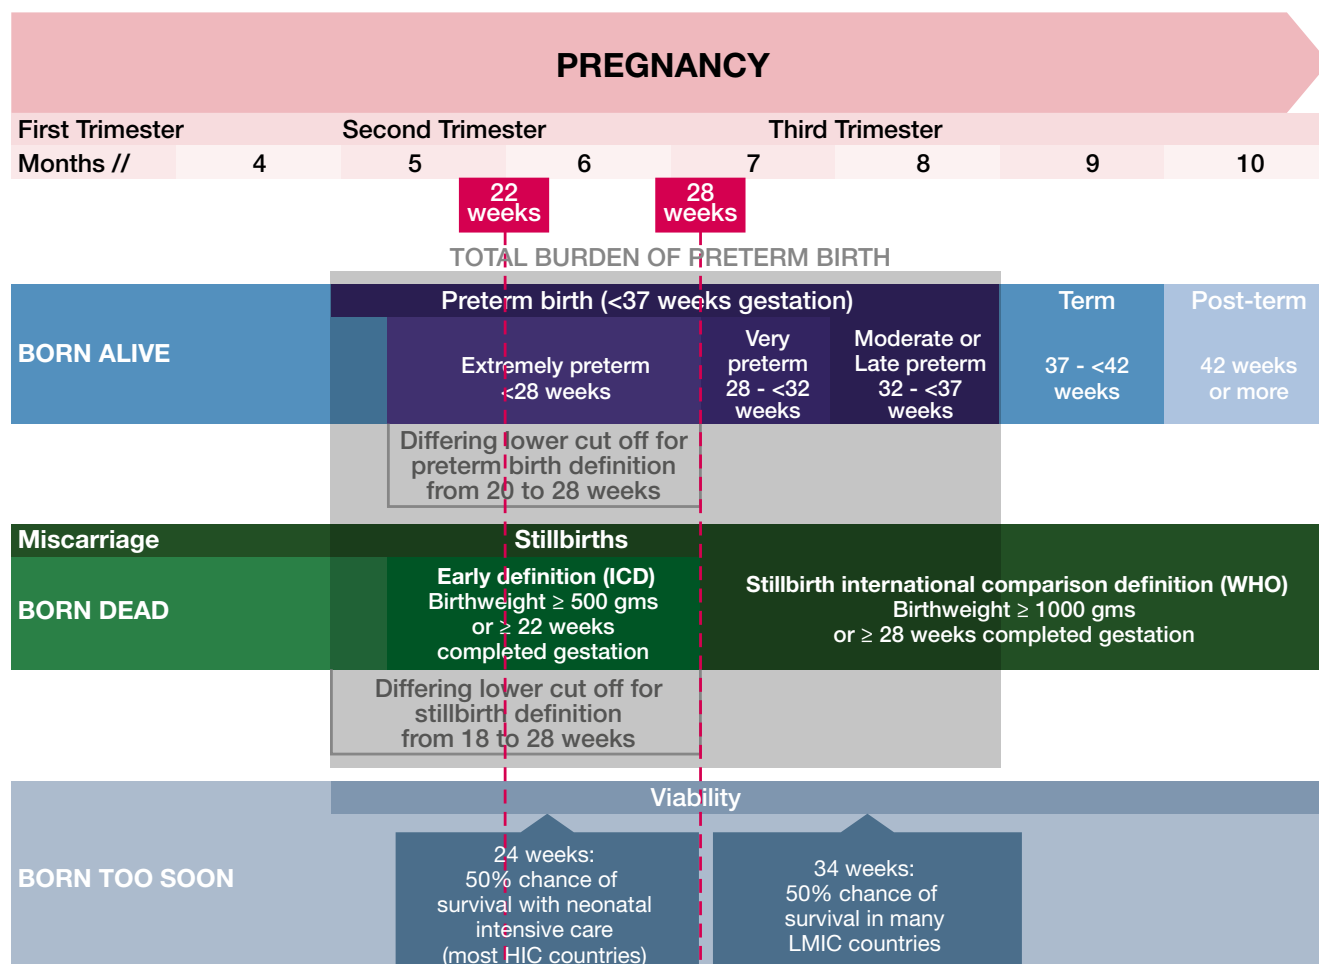 PREGNANCY
First Trimester
Second Trimester
Third Trimester
Months //
4
5
6
7
8
9
10
22
weeks
28
weeks
TOTAL BURDEN OF PRETERM BIRTH
BORN ALIVE
Preterm birth (<37 weeks gestation)
Extremely preterm
<28 weeks
Very
preterm
28 - <32
weeks
Moderate or
Late preterm
32 - <37
weeks
Term
37 - <42
weeks
Post-term
42 weeks
or more
Differing lower cut off for
preterm birth definition
from 20 to 28 weeks
Miscarriage
Stillbirths
BORN DEAD
Early definition (ICD)
Birthweight ≥ 500 gms
or ≥ 22 weeks
completed gestation
Stillbirth international comparison definition (WHO)
Birthweight ≥ 1000 gms
or ≥ 28 weeks completed gestation
Differing lower cut off for
stillbirth definition
from 18 to 28 weeks
Viability
BORN TOO SOON
24 weeks:
50% chance of
survival with neonatal
intensive care
(most HIC countries)
34 weeks:
50% chance of
survival in many
LMIC countries